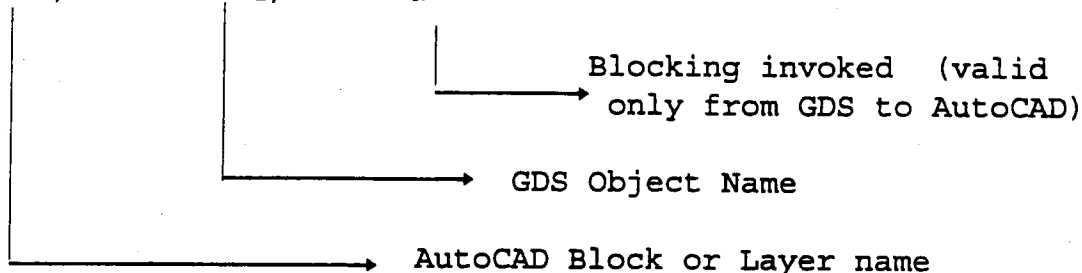 Blocking invoked (valid
only from GDS to AutoCAD)
GDS Object Name
AutoCAD Block or Layer name